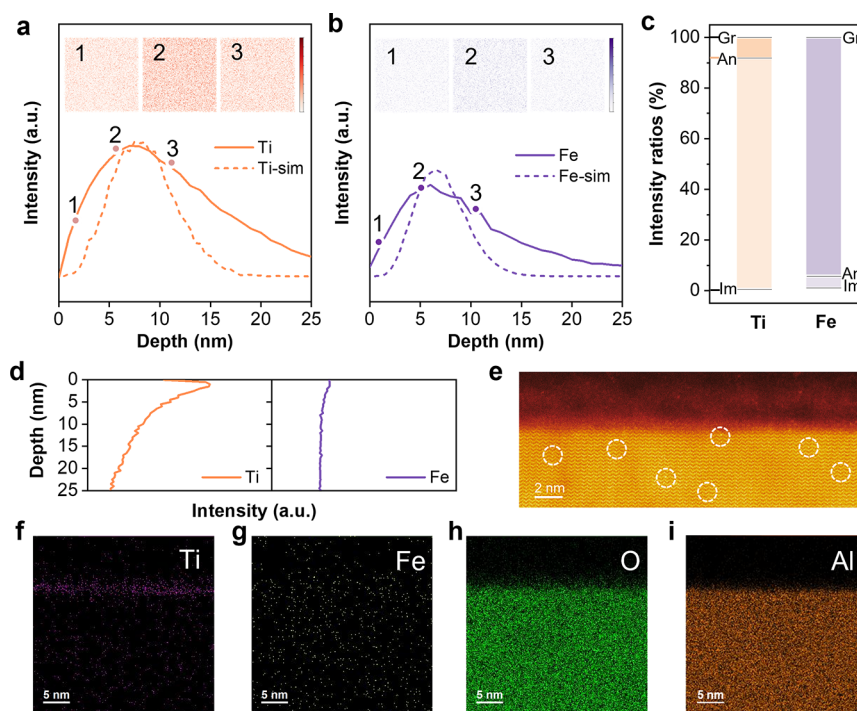 a
b
c
1 2 3
1 2 3
Intensity (a.u.)
1
2
3
Ti
Ti-sim
0 5 10 15 20 25
Depth (nm)
Intensity (a.u.)
1
2
3
Fe
Fe-sim
0 5 10 15 20 25
Depth (nm)
Intensity ratios (%)
100
80
60
40
20
0
Gr
An
Im
Gr
An
Im
Ti Fe
d
Depth (nm)
0
5
10
15
20
25
Ti
Fe
Intensity (a.u.)
e
2 nm
f
Ti
5 nm
g
Fe
5 nm
h
O
5 nm
i
Al
5 nm